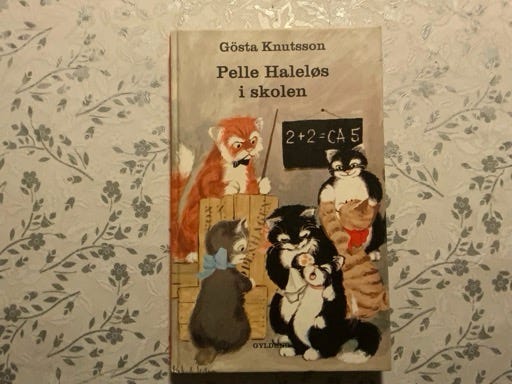 Gösta Knutsson
Pelle Haleløs
i skolen
2+2=CA 5